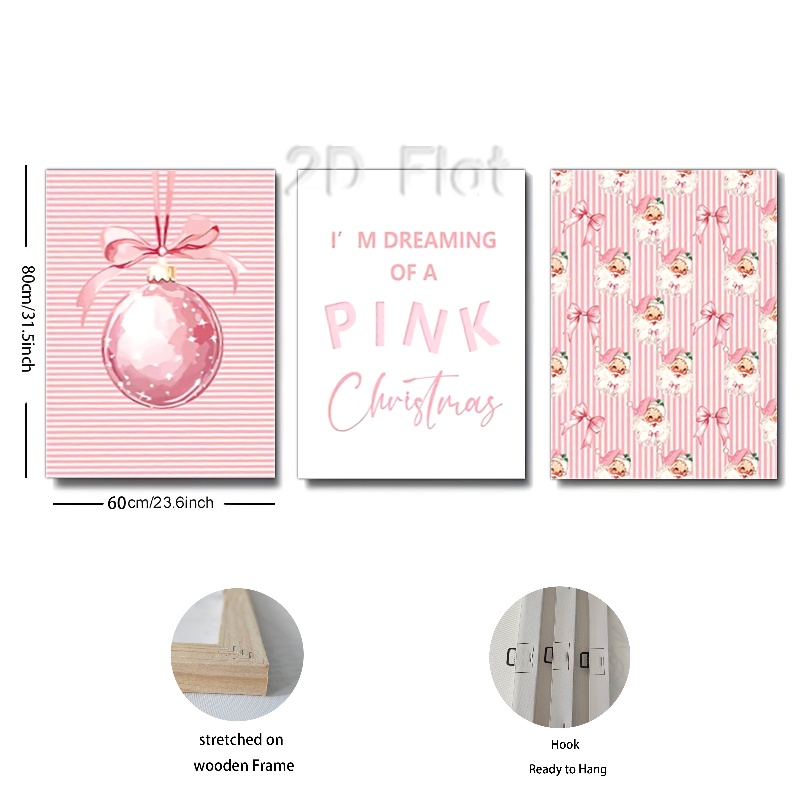 2D Flat
80cm/31.5inch
I’ M DREAMING
OF A
PINK
Christmas
60cm/23.6inch
stretched on
wooden Frame
Hook
Ready to Hang